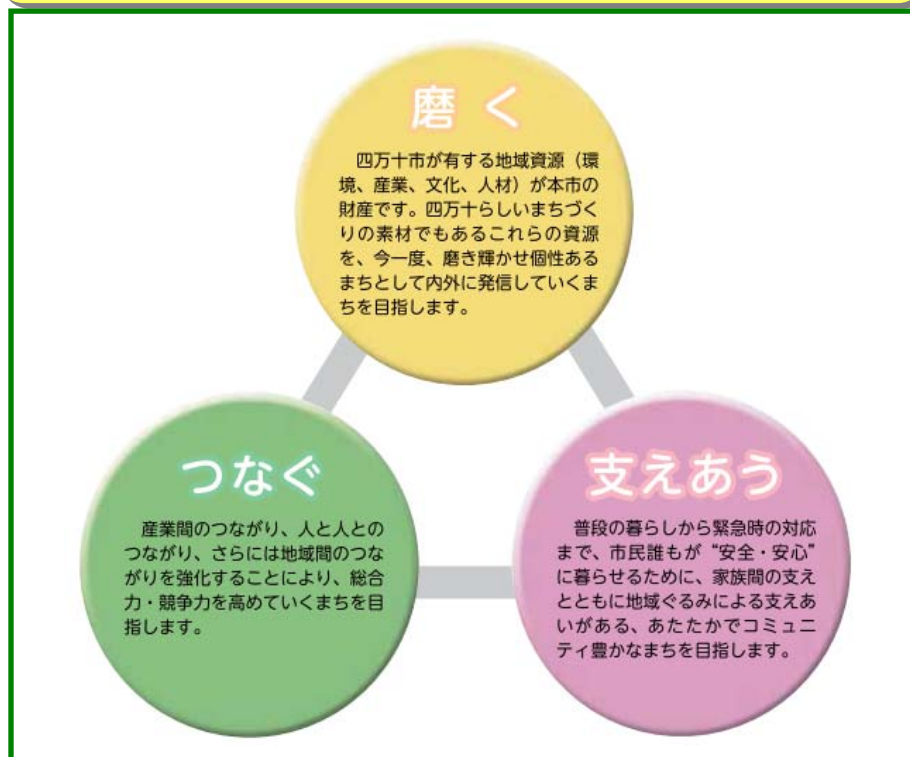 磨く
四万十市が有する地域資源（環
境、産業、文化、人材）が本市の
財産です。四万十らしいまちづく
りの素材でもあるこれらの資源
を、今一度、磨き輝かせ個性ある
まちとして内外に発信していくま
ちを目指します。
つなぐ
産業間のつながり、人と人との
つながり、さらには地域間のつな
がりを強化することにより、総合
力・競争力を高めていくまちを目
指します。
支えあう
普段の暮らしから緊急時の対応
まで、市民誰もが“安全・安心”
に暮らせるために、家族間の支え
とともに地域ぐるみによる支えあ
いがある、あたたかでコミュニ
ティ豊かなまちを目指します。